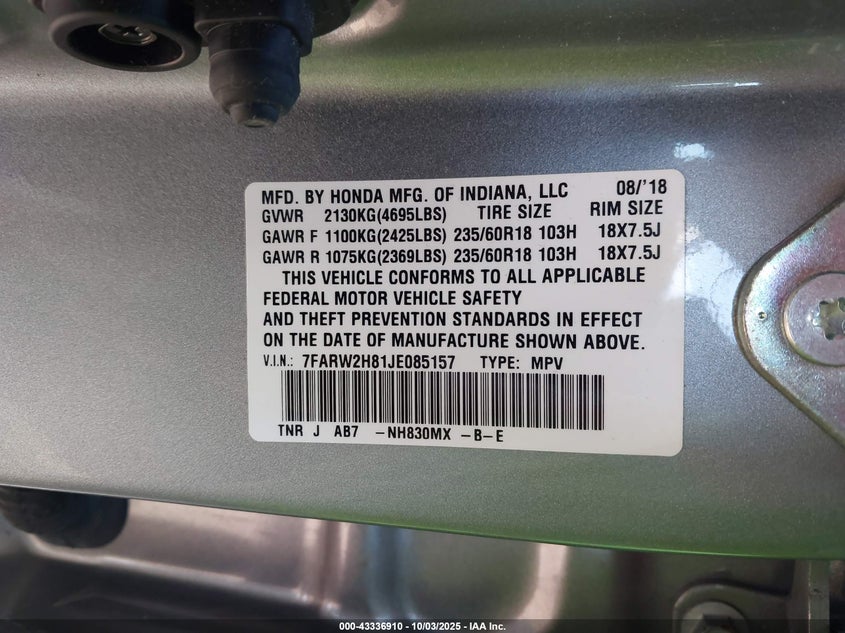 MFD. BY HONDA MFG. OF INDIANA, LLC 08/'18
GVWR 2130KG(4695LBS) TIRE SIZE RIM SIZE
GAWR F 1100KG(2425LBS) 235/60R18 103H 18X7.5J
GAWR R 1075KG(2369LBS) 235/60R18 103H 18X7.5J
THIS VEHICLE CONFORMS TO ALL APPLICABLE
FEDERAL MOTOR VEHICLE SAFETY
AND THEFT PREVENTION STANDARDS IN EFFECT
ON THE DATE OF MANUFACTURE SHOWN ABOVE.
V.I.N.: 7FARW2H81JE085157 TYPE: MPV
TNR J AB7 -NH830MX -B-E
000-43336910 - 10/03/2025 - IAA Inc.